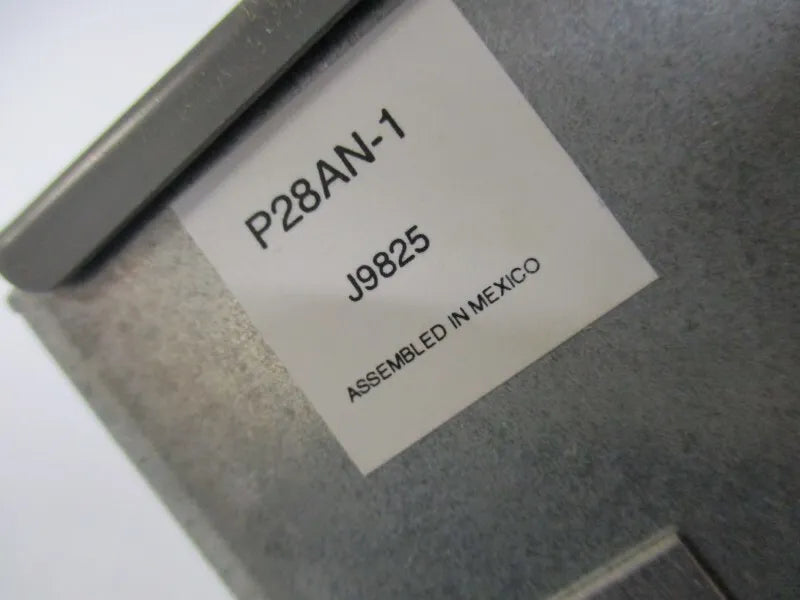 P28AN-1
J9825
ASSEMBLED IN MEXICO